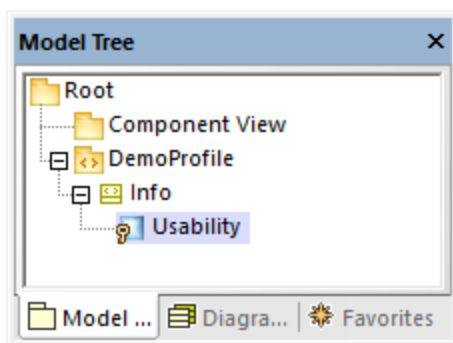 Model Tree
Root
Component View
DemoProfile
Info
Usability
Model ... Diagra... Favorites